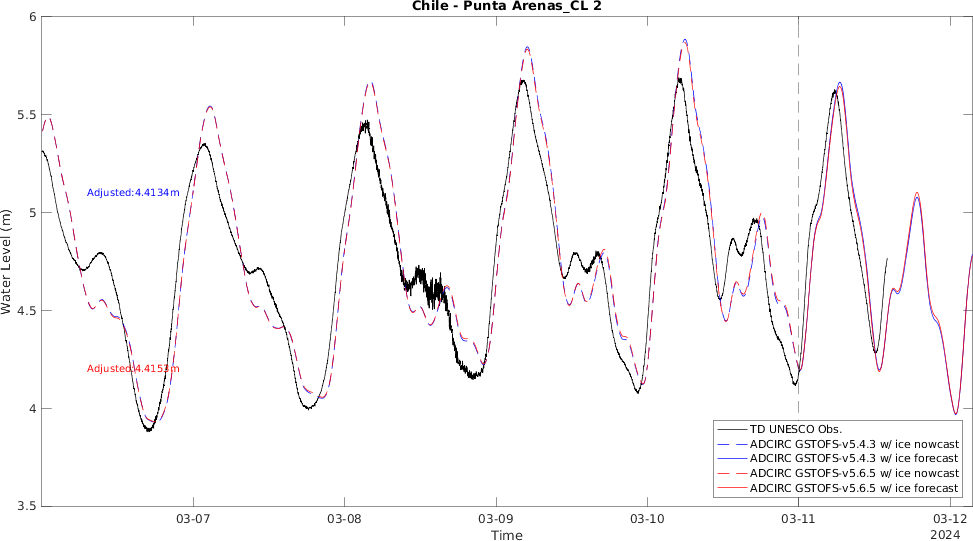 Chile - Punta Arenas_CL 2
6
5.5
5
4.5
4
3.5
Water Level (m)
Adjusted:4.4134m
Adjusted:4.4153m
TD UNESCO Obs.
ADCIRC GSTOFS-v5.4.3 w/ ice nowcast
ADCIRC GSTOFS-v5.4.3 w/ ice forecast
ADCIRC GSTOFS-v5.6.5 w/ ice nowcast
ADCIRC GSTOFS-v5.6.5 w/ ice forecast
03-07 03-08 03-09 03-10 03-11 03-12
Time
2024